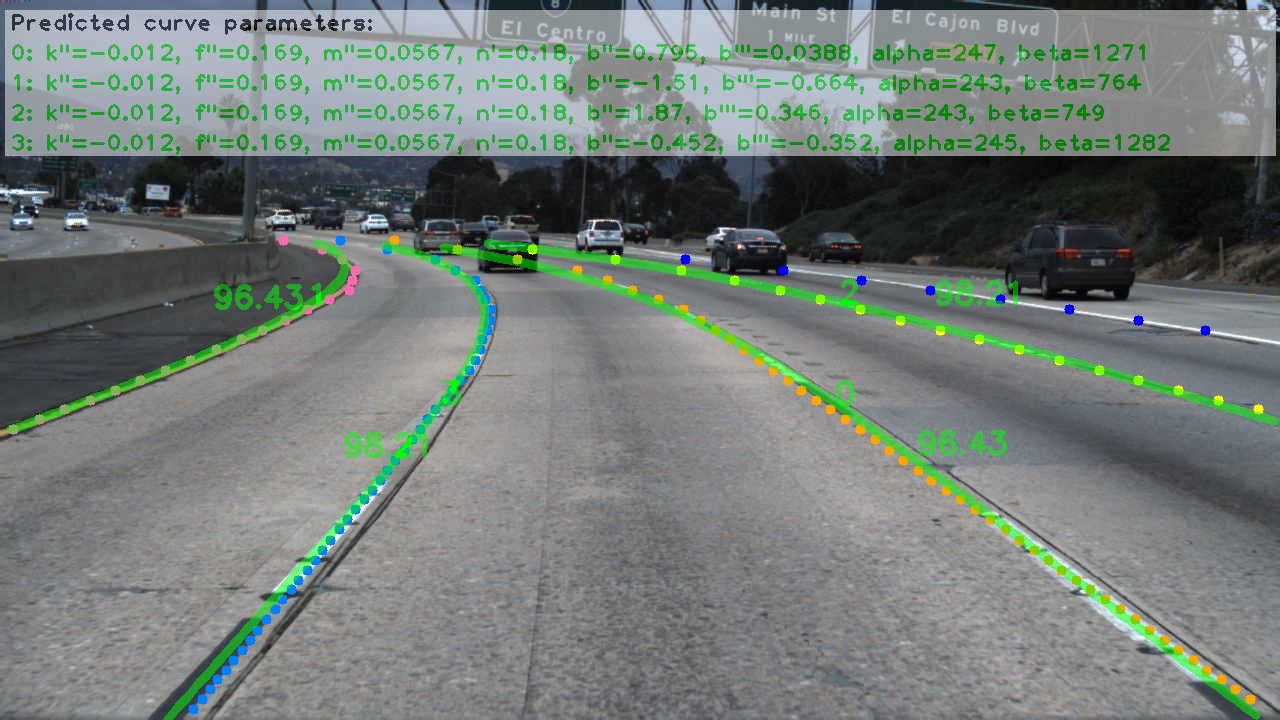 Predicted curve parameters:
0: k''=-0.012, f''=0.169, m''=0.0567, n'=0.18, b''=0.795, b'''=0.0388, alpha=247, beta=1271
1: k''=-0.012, f''=0.169, m''=0.0567, n'=0.18, b''=-1.51, b'''=-0.664, alpha=243, beta=764
2: k''=-0.012, f''=0.169, m''=0.0567, n'=0.18, b''=1.87, b'''=0.346, alpha=243, beta=749
3: k''=-0.012, f''=0.169, m''=0.0567, n'=0.18, b''=-0.452, b'''=-0.352, alpha=245, beta=1282
8
El Centro
Main St
1 MILE
El Cajon Blvd
96.43
1
2
98.21
0
98.21
96.43